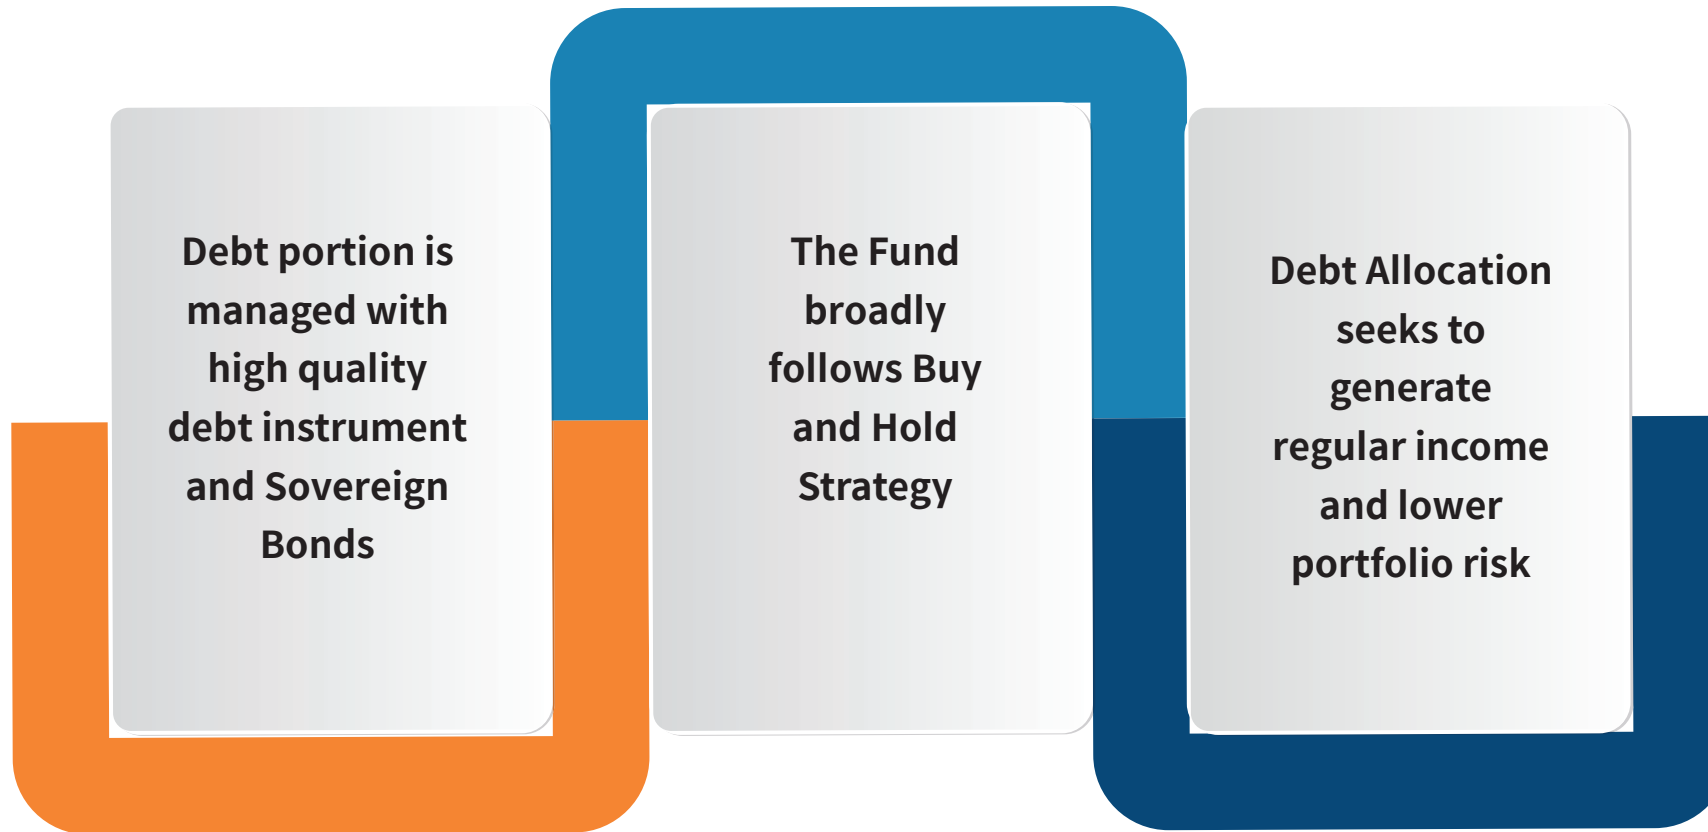 Debt portion is
managed with
high quality
debt instrument
and Sovereign
Bonds
The Fund
broadly
follows Buy
and Hold
Strategy
Debt Allocation
seeks to
generate
regular income
and lower
portfolio risk